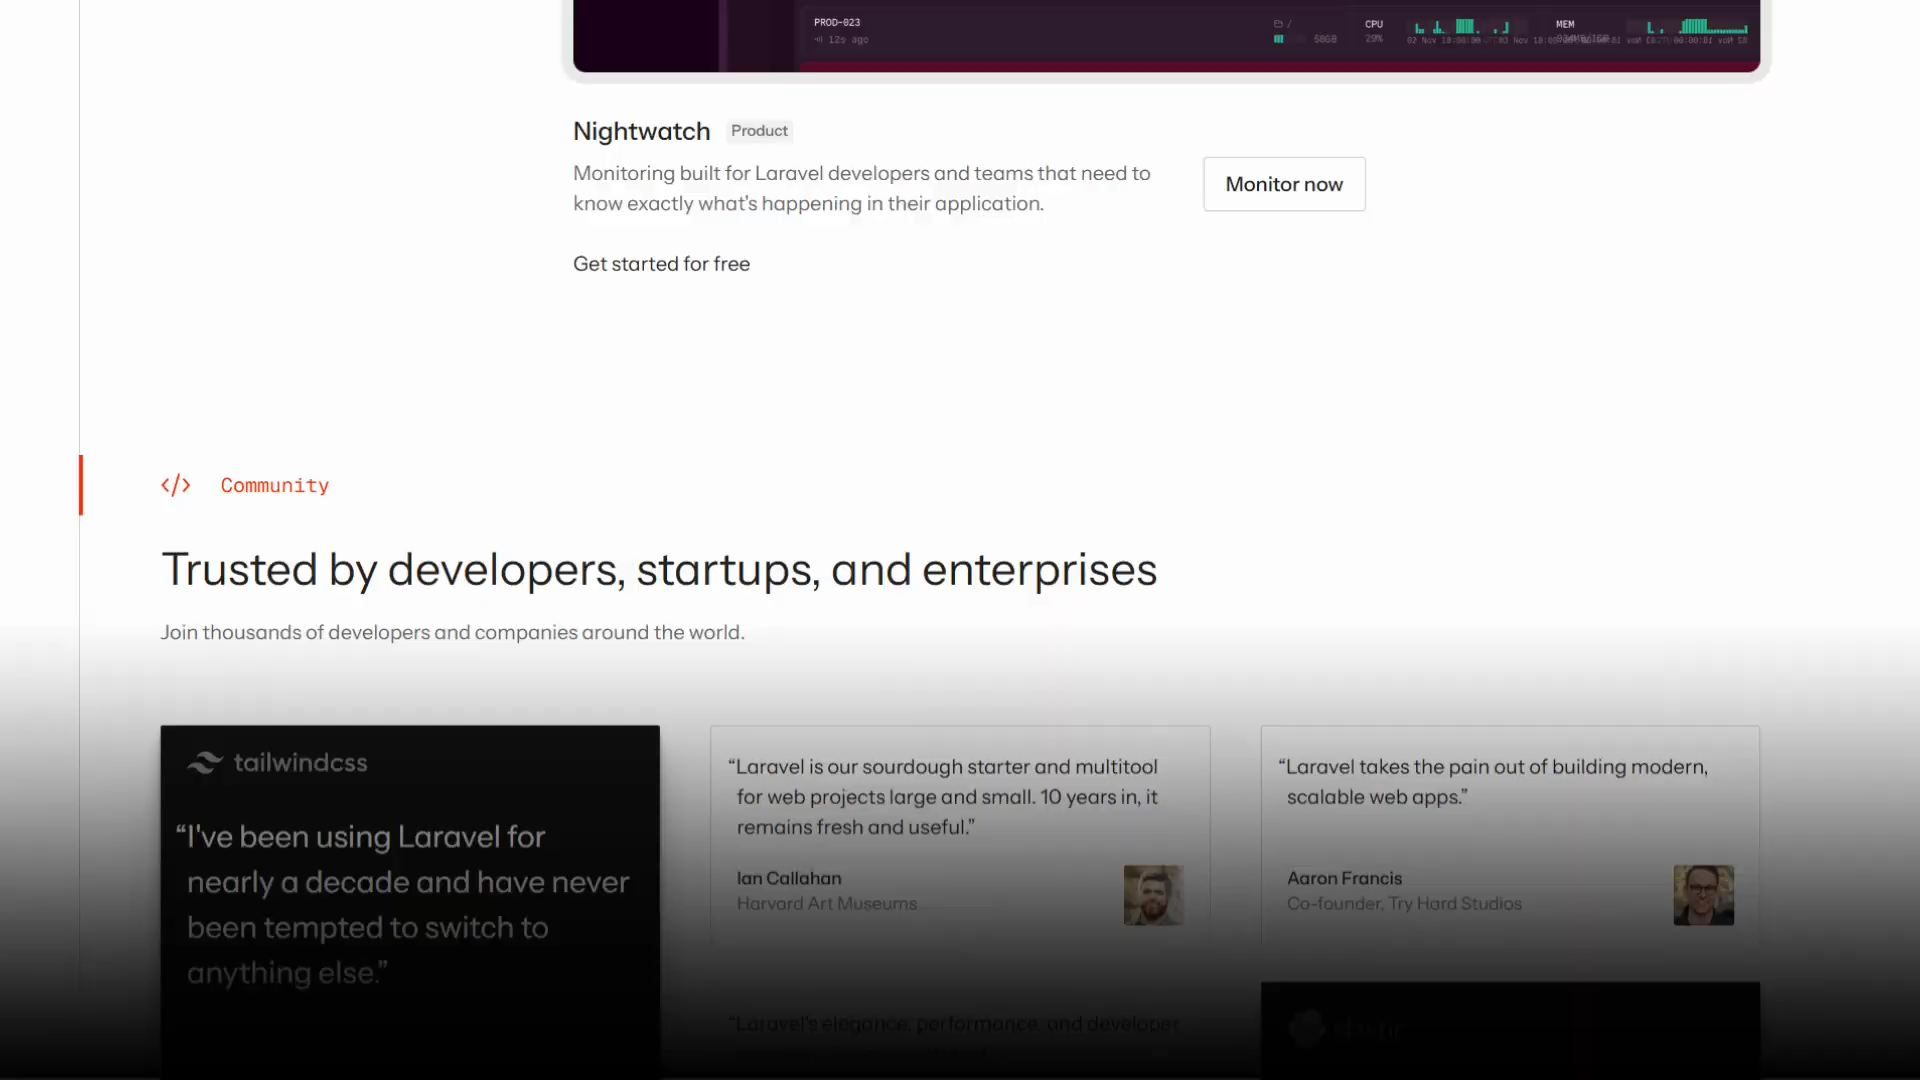 PROD-023
12s ago
/
50GB
CPU
29%
MEM
Nightwatch
Product
Monitoring built for Laravel developers and teams that need to
know exactly what's happening in their application.
Monitor now
Get started for free
</> Community
Trusted by developers, startups, and enterprises
Join thousands of developers and companies around the world.
tailwindcss
“I've been using Laravel for
nearly a decade and have never
been tempted to switch to
anything else.”
“Laravel is our sourdough starter and multitool
for web projects large and small. 10 years in, it
remains fresh and useful.”
Ian Callahan
Harvard Art Museums
“Laravel takes the pain out of building modern,
scalable web apps.”
Aaron Francis
Co-founder, Try Hard Studios
“Laravel's elegance, performance, and developer